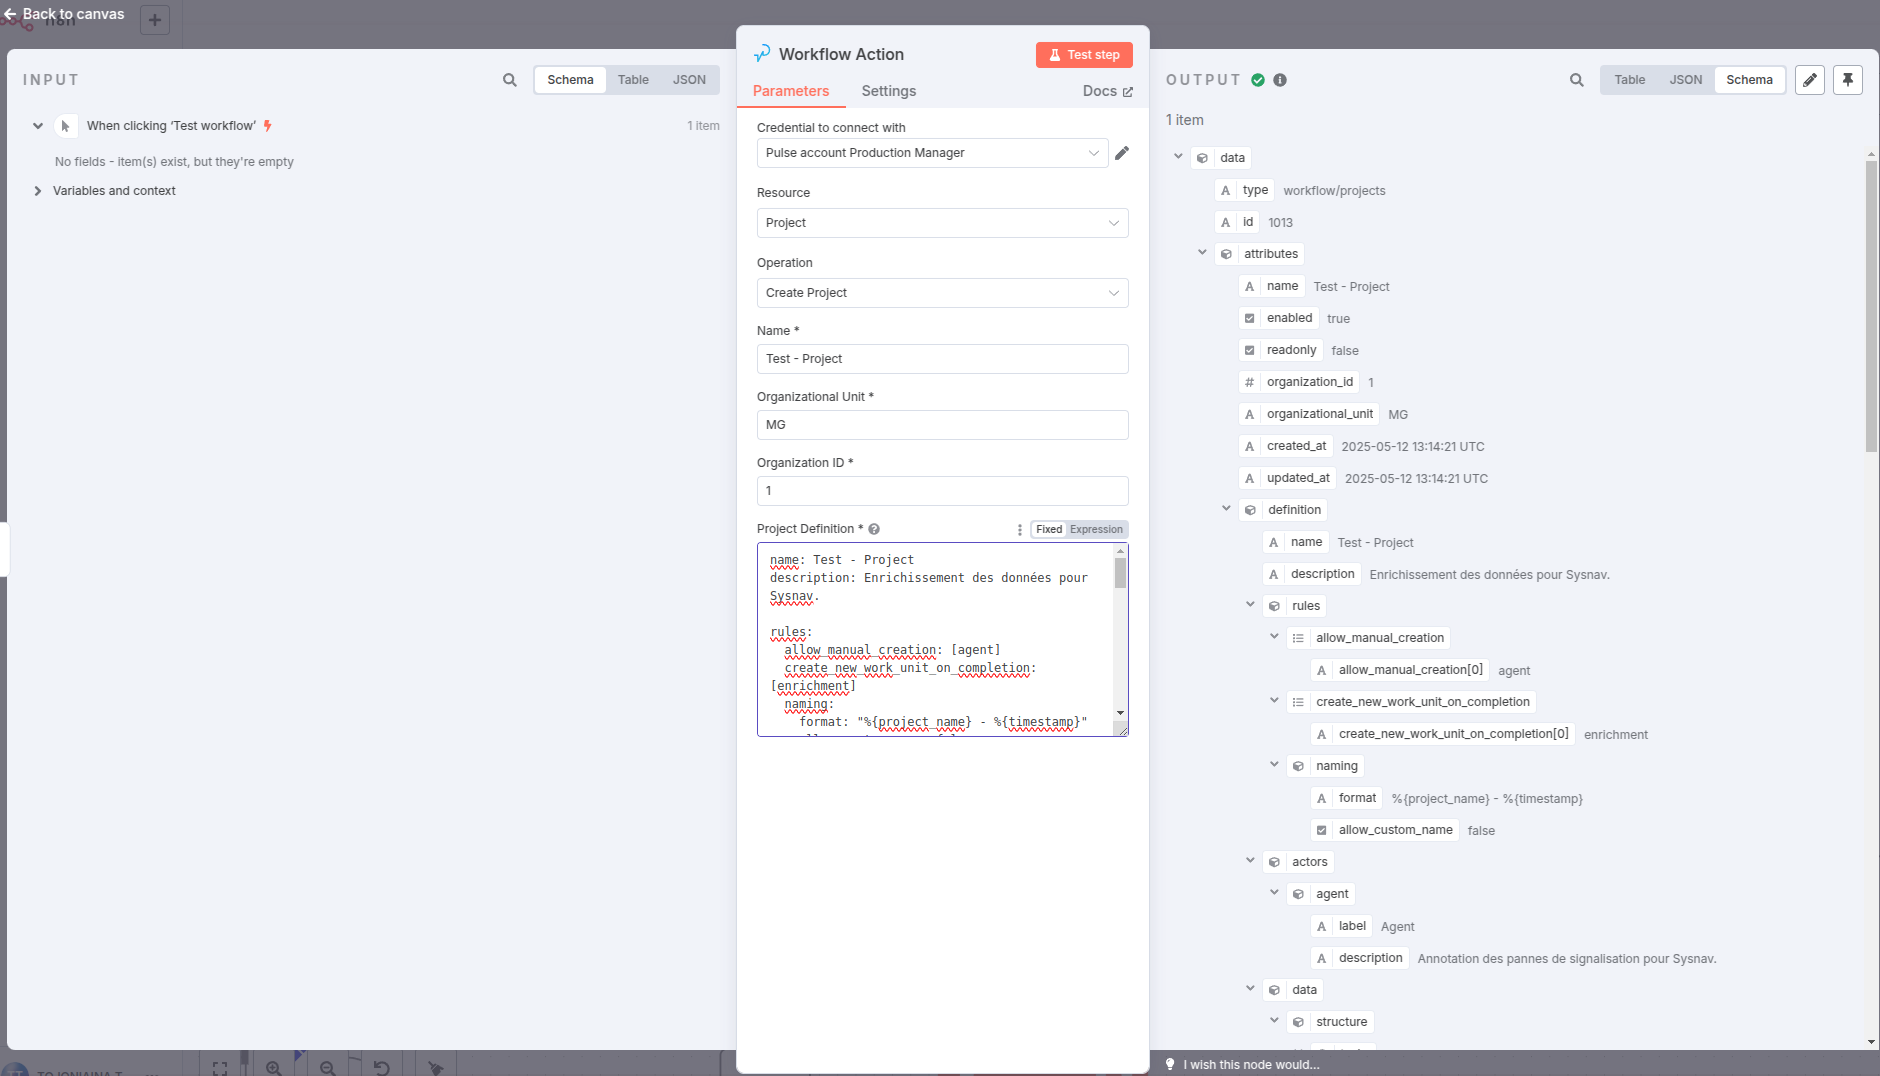 Back to canvas
INPUT
Schema
Table
JSON
When clicking ‘Test workflow’
1 item
No fields - item(s) exist, but they're empty
Variables and context
Workflow Action
Test step
Parameters
Settings
Docs
Credential to connect with
Pulse account Production Manager
Resource
Project
Operation
Create Project
Name *
Test - Project
Organizational Unit *
MG
Organization ID *
1
Project Definition *
Fixed
Expression
name: Test - Project
description: Enrichissement des données pour
Sysnav.
rules:
allow_manual_creation: [agent]
create_new_work_unit_on_completion:
[enrichment]
naming:
format: "%{project_name} - %{timestamp}"
OUTPUT
Table
JSON
Schema
1 item
data
A type workflow/projects
A id 1013
attributes
A name Test - Project
enabled true
readonly false
# organization_id 1
A organizational_unit MG
A created_at 2025-05-12 13:14:21 UTC
A updated_at 2025-05-12 13:14:21 UTC
definition
A name Test - Project
A description Enrichissement des données pour Sysnav.
rules
allow_manual_creation
A allow_manual_creation[0] agent
create_new_work_unit_on_completion
A create_new_work_unit_on_completion[0] enrichment
naming
A format %{project_name} - %{timestamp}
allow_custom_name false
actors
agent
A label Agent
A description Annotation des pannes de signalisation pour Sysnav.
data
structure
I wish this node would...